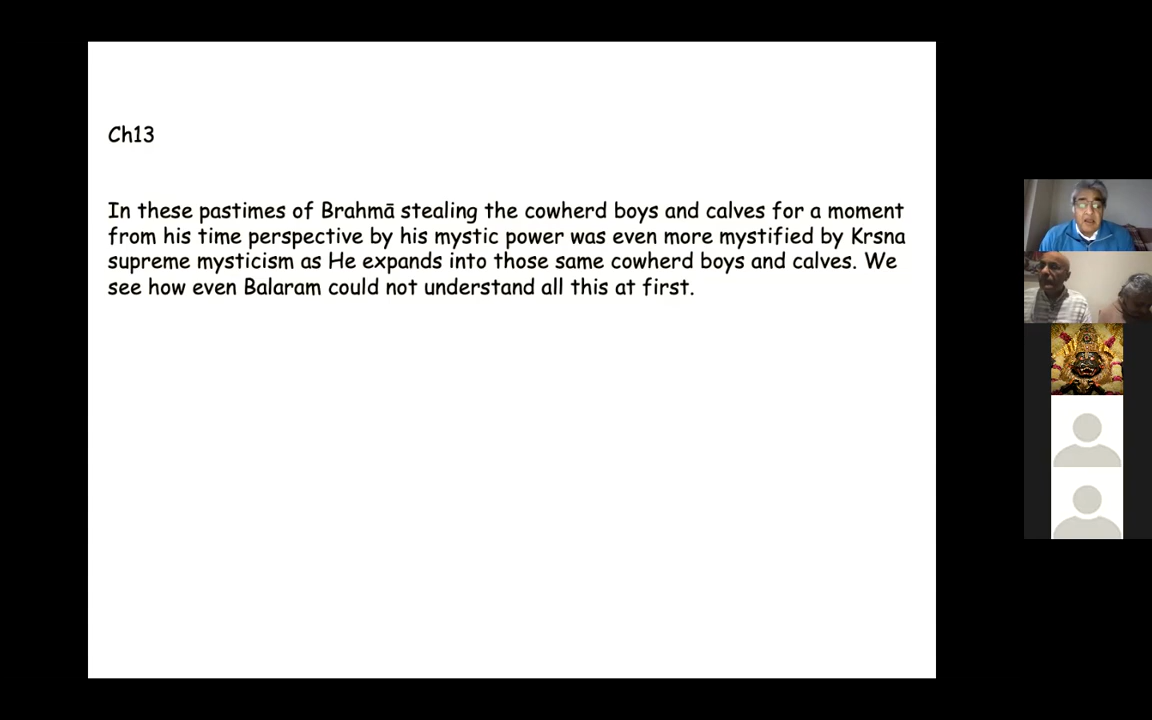 Ch13
In these pastimes of Brahmā stealing the cowherd boys and calves for a moment
from his time perspective by his mystic power was even more mystified by Krsna
supreme mysticism as He expands into those same cowherd boys and calves. We
see how even Balaram could not understand all this at first.